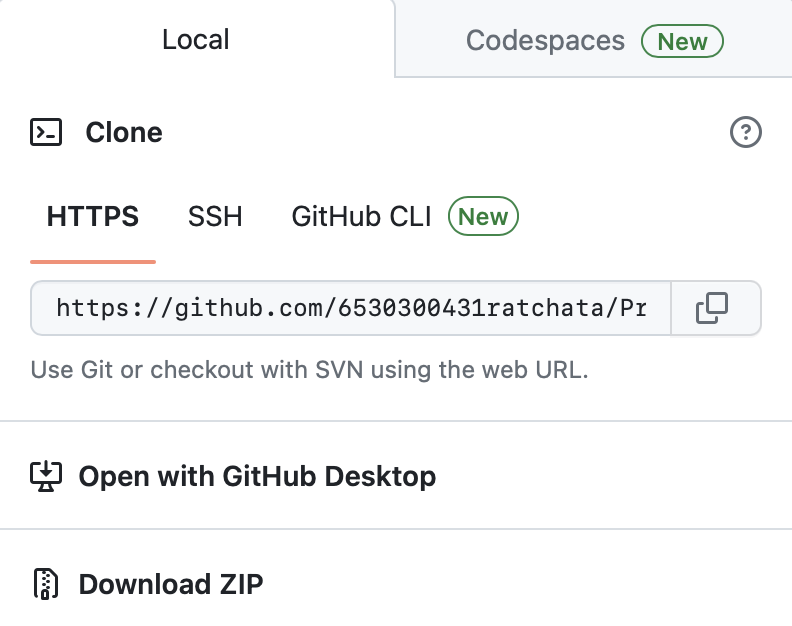 Local
Codespaces New
Clone
HTTPS SSH GitHub CLI New
https://github.com/6530300431ratchata/Pr
Use Git or checkout with SVN using the web URL.
Open with GitHub Desktop
Download ZIP